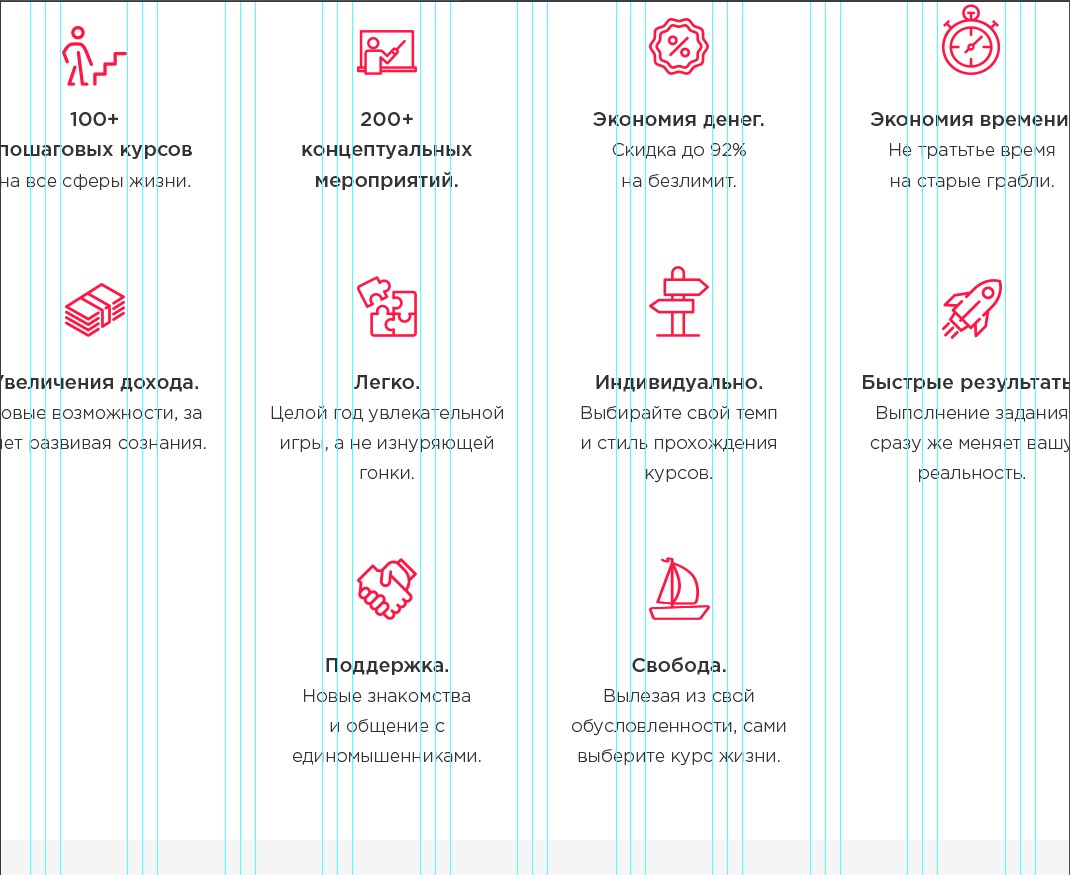 100+
пошаговых курсов
на все сферы жизни.
200+
концептуальных
мероприятий.
Экономия денег.
Скидка до 92%
на безлимит.
Экономия времени
Не тратьтье время
на старые грабли.
Увеличения дохода.
овые возможности, за
ет развивая сознания.
Легко.
Целой год увлекательной
игры, а не изнуряющей
гонки.
Индивидуально.
Выбирайте свой темп
и стиль прохождения
курсов.
Быстрые результаты
Выполнение задания
сразу же меняет вашу
реальность.
Поддержка.
Новые знакомства
и общение с
единомышенниками.
Свобода.
Вылезая из свой
обусловленности, сами
выберите курс жизни.